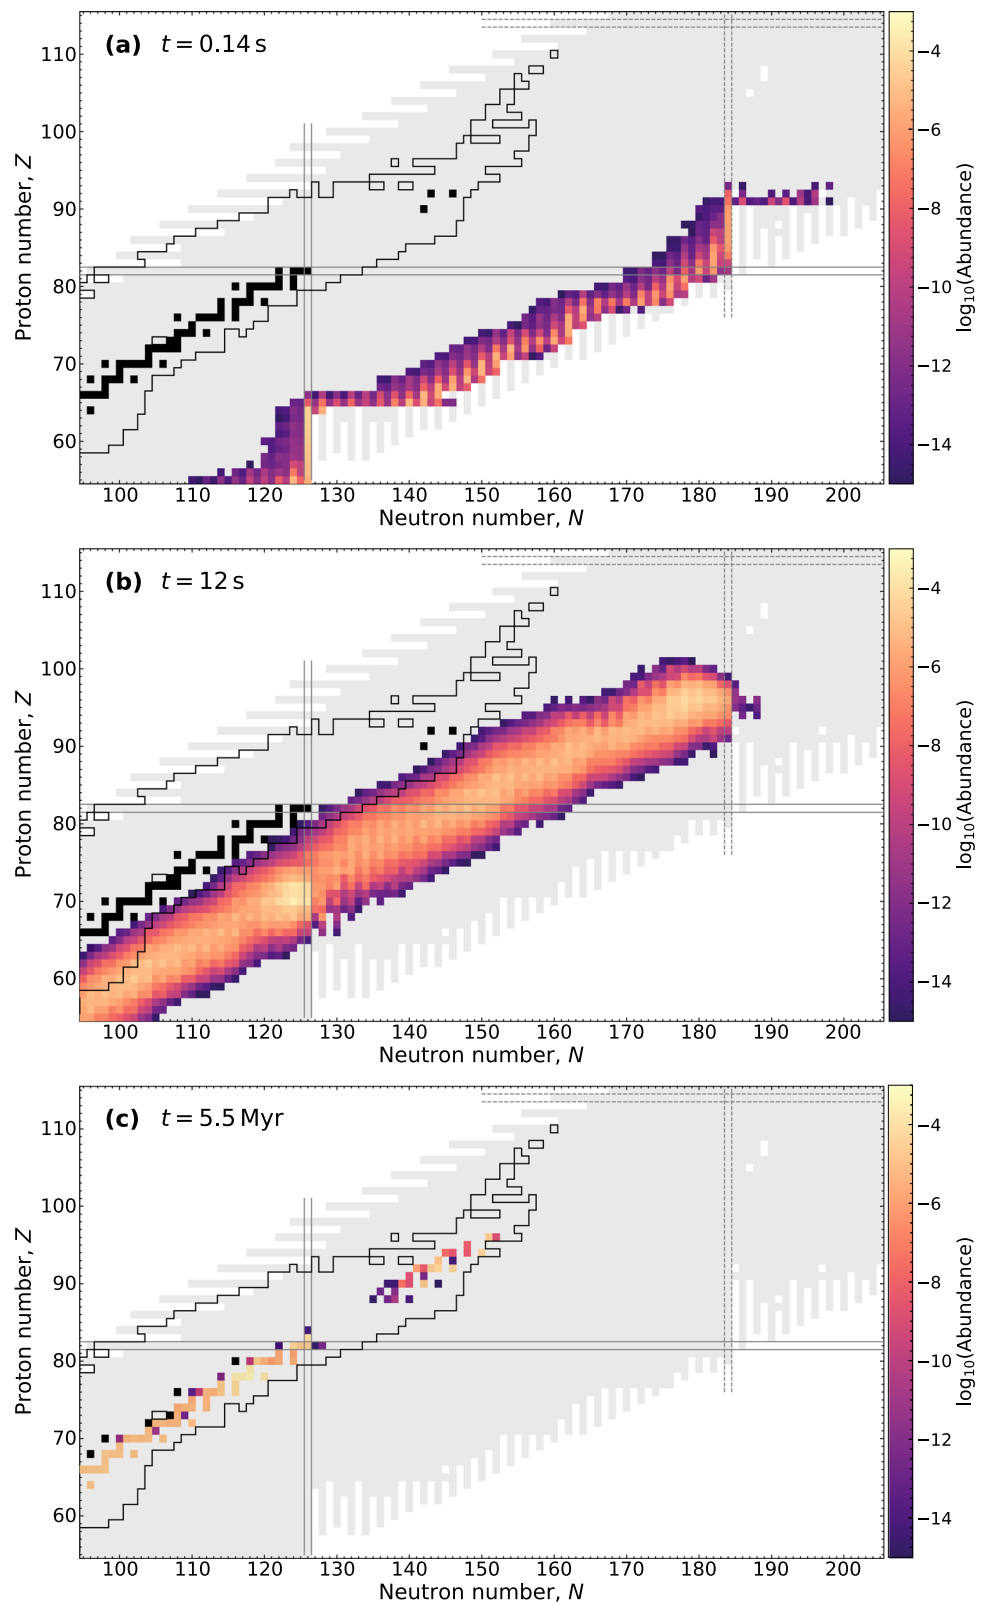 (a) t = 0.14 s
Proton number, Z
110
100
90
80
70
60
100 110 120 130 140 150 160 170 180 190 200
Neutron number, N
−4
−6
−8
−10
−12
−14
log₁₀(Abundance)
(b) t = 12 s
Proton number, Z
110
100
90
80
70
60
100 110 120 130 140 150 160 170 180 190 200
Neutron number, N
−4
−6
−8
−10
−12
−14
log₁₀(Abundance)
(c) t = 5.5 Myr
Proton number, Z
110
100
90
80
70
60
100 110 120 130 140 150 160 170 180 190 200
Neutron number, N
−4
−6
−8
−10
−12
−14
log₁₀(Abundance)